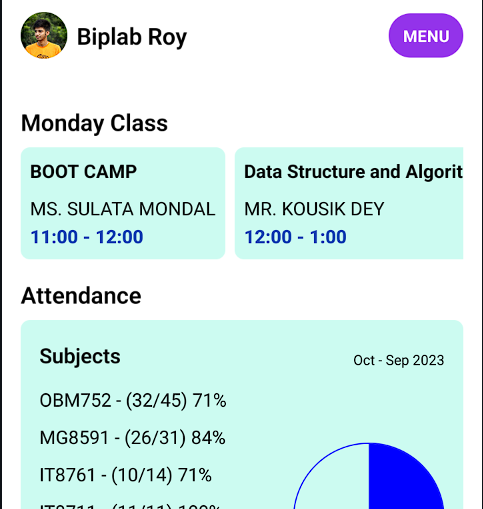 Biplab Roy
MENU
Monday Class
BOOT CAMP
MS. SULATA MONDAL
11:00 - 12:00
Data Structure and Algorit
MR. KOUSIK DEY
12:00 - 1:00
Attendance
Subjects
Oct - Sep 2023
OBM752 - (32/45) 71%
MG8591 - (26/31) 84%
IT8761 - (10/14) 71%